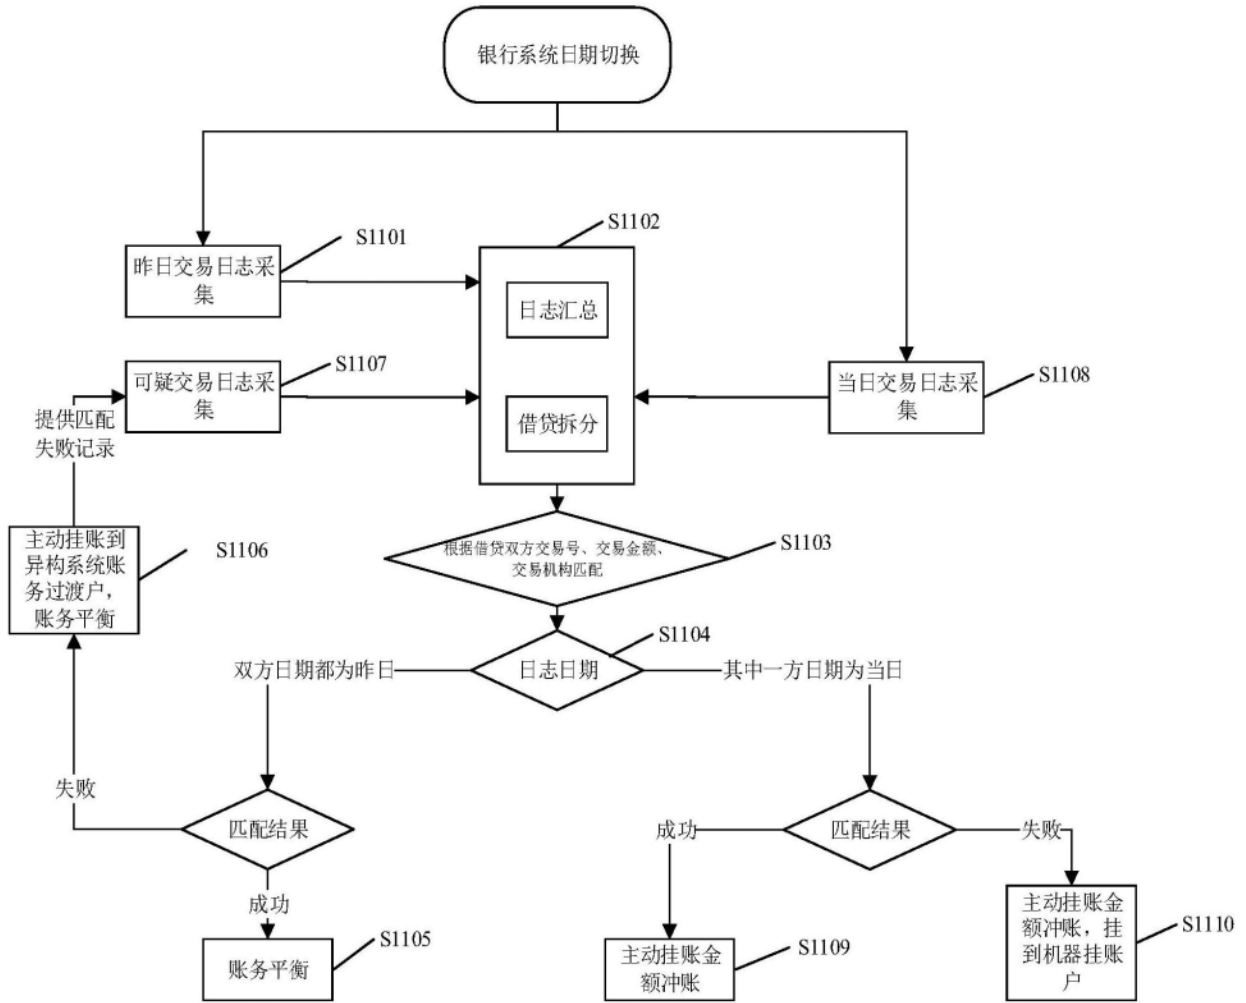 银行系统日期切换
S1101
S1102
昨日交易日志采
集
日志汇总
S1107
可疑交易日志采
集
S1108
当日交易日志采
集
提供匹配
失败记录
借贷拆分
S1106
主动挂账到
异构系统账
务过渡户，
账务平衡
S1103
根据借贷双方交易号、交易金额、
交易机构匹配
S1104
双方日期都为昨日
日志日期
其中一方日期为当日
失败
匹配结果
成功
匹配结果
失败
成功
S1105
账务平衡
S1109
主动挂账金
额冲账
S1110
主动挂账金
额冲账，挂
到机器挂账
户